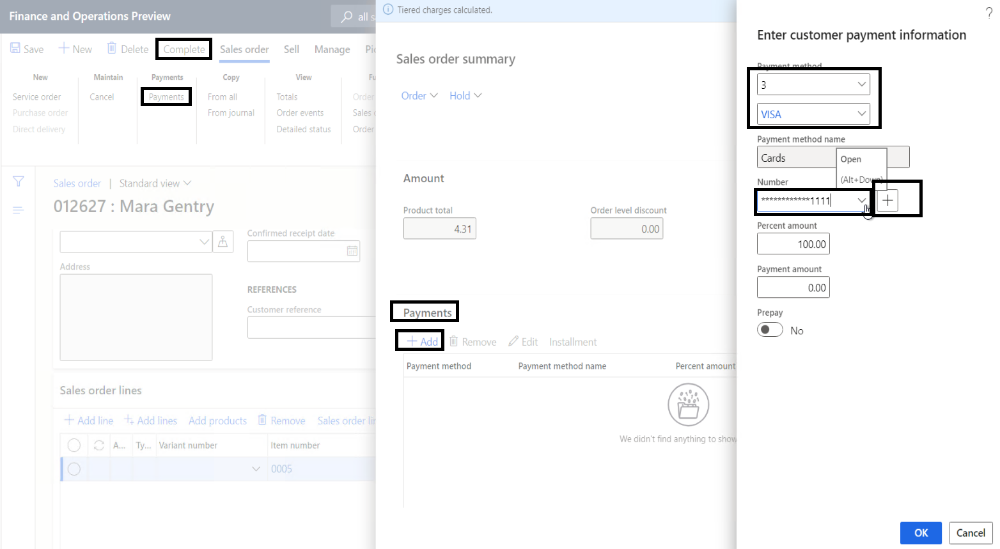 Finance and Operations Preview
all s
Save
New
Delete
Complete
Sales order
Sell
Manage
New
Maintain
Payments
Copy
View
Service order
Cancel
Payments
From all
Totals
Order
Purchase order
From journal
Order events
Sales
Direct delivery
Detailed status
Order
Sales order | Standard view
012627 : Mara Gentry
Confirmed receipt date
Address
REFERENCES
Customer reference
Sales order lines
Add line
Add lines
Add products
Remove
Sales order li
A...
Ty...
Variant number
Item number
0005
Tiered charges calculated.
Sales order summary
Order
Hold
Amount
Product total
Order level discount
4.31
0.00
Payments
Add
Remove
Edit
Installment
Payment method
Payment method name
Percent amount
We didn't find anything to show
?
Enter customer payment information
Payment method
3
VISA
Payment method name
Cards
Open
(Alt+Down)
Number
************1111
Percent amount
100.00
Payment amount
0.00
Prepay
No
OK
Cancel